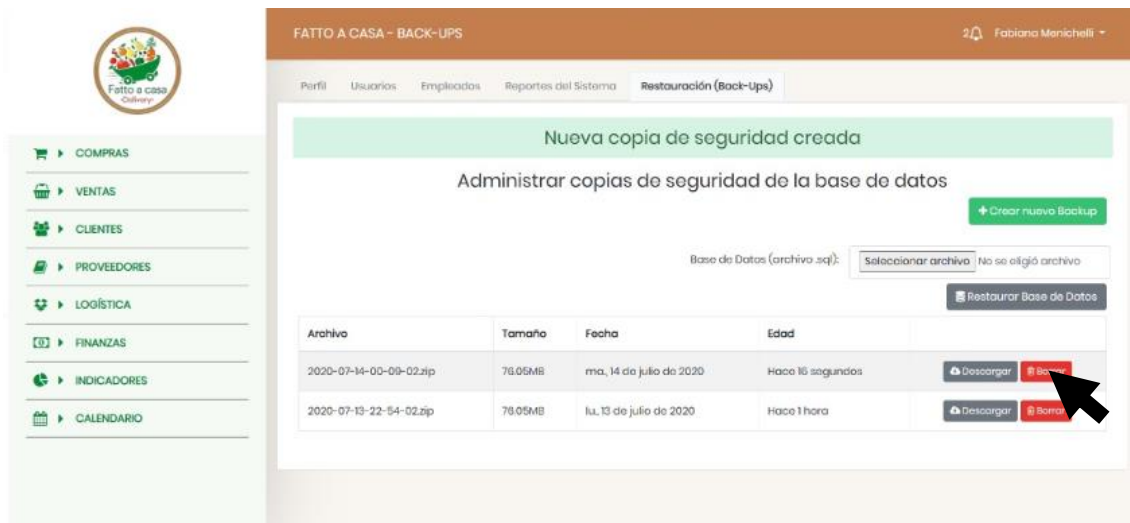 Fatto a casa
-Delivery-
FATTO A CASA - BACK-UPS
2 Fabiana Menichelli
Perfil Usuarios Empleados Reportes del Sistema Restauración (Back-Ups)
Nueva copia de seguridad creada
Administrar copias de seguridad de la base de datos
+ Crear nuevo Backup
Base de Datos (archivo .sql): Seleccionar archivo No se eligió archivo
Restaurar Base de Datos
COMPRAS
VENTAS
CLIENTES
PROVEEDORES
LOGÍSTICA
FINANZAS
INDICADORES
CALENDARIO
Archivo Tamaño Fecha Edad
2020-07-14-00-09-02.zip 76.05MB ma., 14 de julio de 2020 Hace 16 segundos Descargar Borrar
2020-07-13-22-54-02.zip 76.05MB lu., 13 de julio de 2020 Hace 1 hora Descargar Borrar